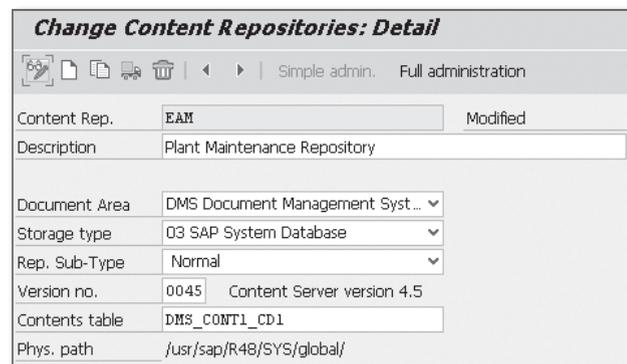 Change Content Repositories: Detail
Simple admin. Full administration
Content Rep. EAM Modified
Description Plant Maintenance Repository
Document Area DMS Document Management Syst...
Storage type 03 SAP System Database
Rep. Sub-Type Normal
Version no. 0045 Content Server version 4.5
Contents table DMS_CONT1_CD1
Phys. path /usr/sap/R48/SYS/global/